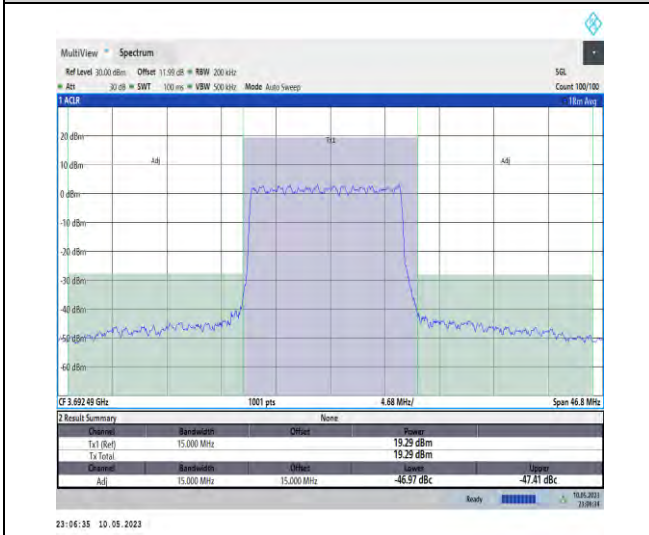 MultiView Spectrum
Ref Level 30.00 dBm Offset 11.99 dB RBW 200 kHz SGL
Att 30 dB SWT 100 ms VBW 500 kHz Mode Auto Sweep Count 100/100
1 ACLR 1Rm Avg
Tx1
20 dBm
Adj Adj
10 dBm
0 dBm
-10 dBm
-20 dBm
-30 dBm
-40 dBm
-50 dBm
-60 dBm
CF 3.692 49 GHz 1001 pts 4.68 MHz/ Span 46.8 MHz
2 Result Summary None
Channel Bandwidth Offset Power
Tx1 (Ref) 15.000 MHz 19.29 dBm
Tx Total 19.29 dBm
Channel Bandwidth Offset Lower Upper
Adj 15.000 MHz 15.000 MHz -46.97 dBc -47.41 dBc
Ready 10.05.2023
23:06:34
23:06:35 10.05.2023